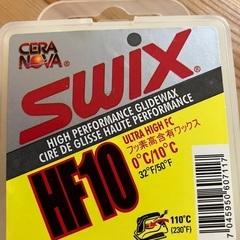 CERA
NOVA
SWIX
HIGH PERFORMANCE GLIDEWAX
CIRE DE GLISSE HAUTE PERFORMANCE
HF10
ULTRA HIGH FC
フッ素高含有ワックス
0°C/10°C
32°F/50°F
110°C
(230°F)
7045950607117